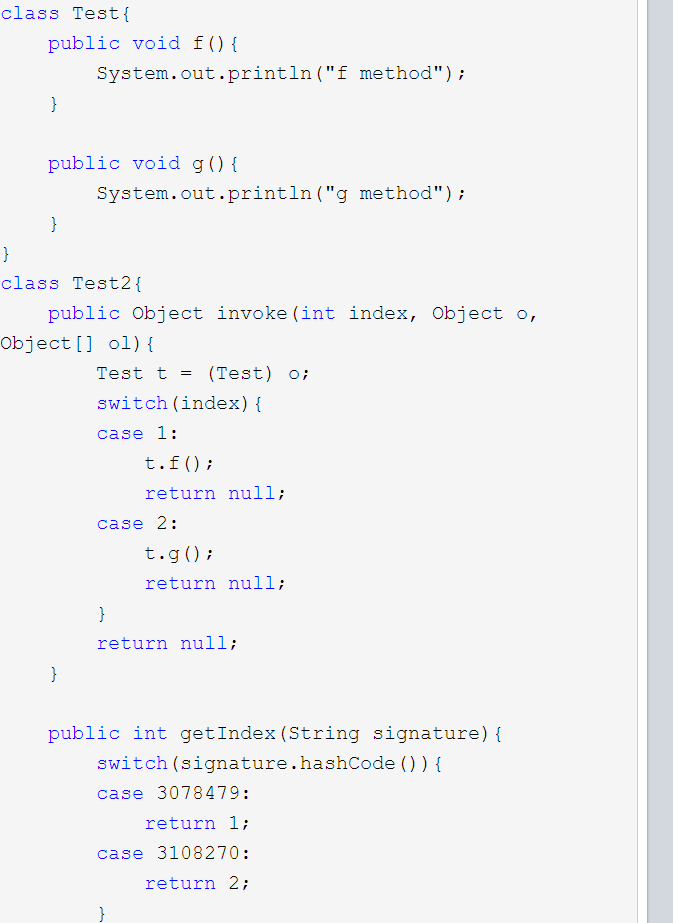 class Test{
    public void f(){
        System.out.println("f method");
    }
    public void g(){
        System.out.println("g method");
    }
}
class Test2{
    public Object invoke(int index, Object o,
Object[] ol){
        Test t = (Test) o;
        switch(index){
        case 1:
            t.f();
            return null;
        case 2:
            t.g();
            return null;
        }
        return null;
    }
    public int getIndex(String signature){
        switch(signature.hashCode()){
        case 3078479:
            return 1;
        case 3108270:
            return 2;
        }